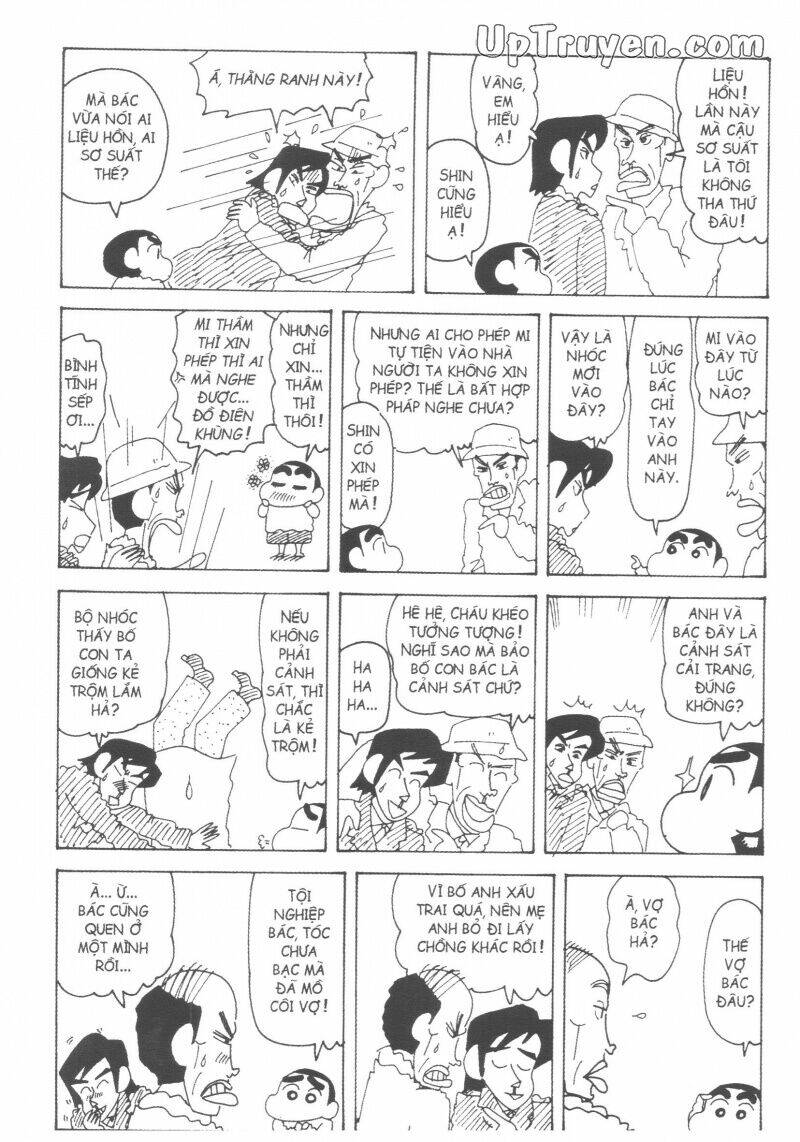 UpTruyen.com
LIỆU
HỒN!
LẦN NÀY
MÀ CẬU
SƠ SUẤT
LÀ TÔI
KHÔNG
THA THỨ
ĐÂU!
VÂNG,
EM
HIỂU
Ạ!
SHIN
CŨNG
HIỂU
Ạ!
Á, THẰNG RANH NÀY!
MÀ BÁC
VỪA NÓI AI
LIỆU HỒN, AI
SƠ SUẤT
THẾ?
MI VÀO
ĐÂY TỪ
LÚC
NÀO?
ĐÚNG
LÚC
BÁC
CHỈ
TAY
VÀO
ANH
NÀY.
VẬY LÀ
NHÓC
MỚI
VÀO
ĐÂY?
NHƯNG AI CHO PHÉP MI
TỰ TIỆN VÀO NHÀ
NGƯỜI TA KHÔNG XIN
PHÉP? THẾ LÀ BẤT HỢP
PHÁP NGHE CHƯA?
SHIN
CÓ
XIN
PHÉP
MÀ!
NHƯNG
CHỈ
XIN...
THẦM
THÌ
THÔI!
MI THẦM
THÌ XIN
PHÉP THÌ AI
MÀ NGHE
ĐƯỢC...
ĐỒ ĐIÊN
KHÙNG!
BÌNH
TĨNH
SẾP
ƠI...
ANH VÀ
BÁC ĐÂY LÀ
CẢNH SÁT
CẢI TRANG,
ĐÚNG
KHÔNG?
HÊ HÊ, CHÁU KHÉO
TƯỞNG TƯỢNG!
NGHĨ SAO MÀ BẢO
BỐ CON BÁC LÀ
CẢNH SÁT CHỨ?
HA
HA
HA...
NẾU
KHÔNG
PHẢI
CẢNH
SÁT, THÌ
CHẮC
LÀ KẺ
TRỘM!
BỘ NHÓC
THẤY BỐ
CON TA
GIỐNG KẺ
TRỘM LẮM
HẢ?
THẾ
VỢ
BÁC
ĐÂU?
À, VỢ
BÁC
HẢ?
VÌ BỐ ANH XẤU
TRAI QUÁ, NÊN MẸ
ANH BỎ ĐI LẤY
CHỒNG KHÁC RỒI!
TỘI
NGHIỆP
BÁC, TÓC
CHƯA
BẠC MÀ
ĐÃ MỒ
CÔI VỢ!
À... Ừ...
BÁC CŨNG
QUEN Ở
MỘT MÌNH
RỒI...